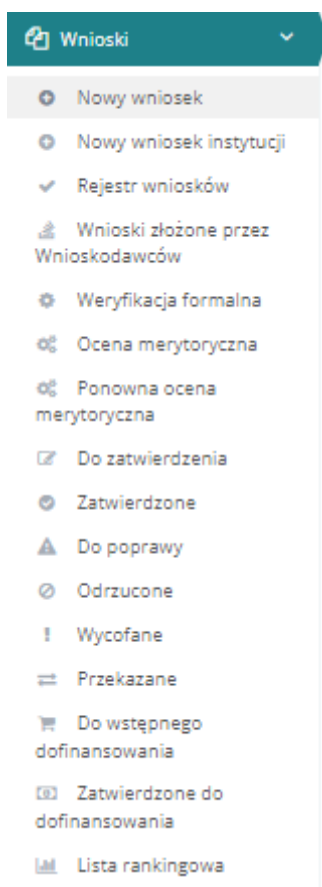 Wnioski
Nowy wniosek
Nowy wniosek instytucji
Rejestr wniosków
Wnioski złożone przez
Wnioskodawców
Weryfikacja formalna
Ocena merytoryczna
Ponowna ocena
merytoryczna
Do zatwierdzenia
Zatwierdzone
Do poprawy
Odrzucone
Wycofane
Przekazane
Do wstępnego
dofinansowania
Zatwierdzone do
dofinansowania
Lista rankingowa